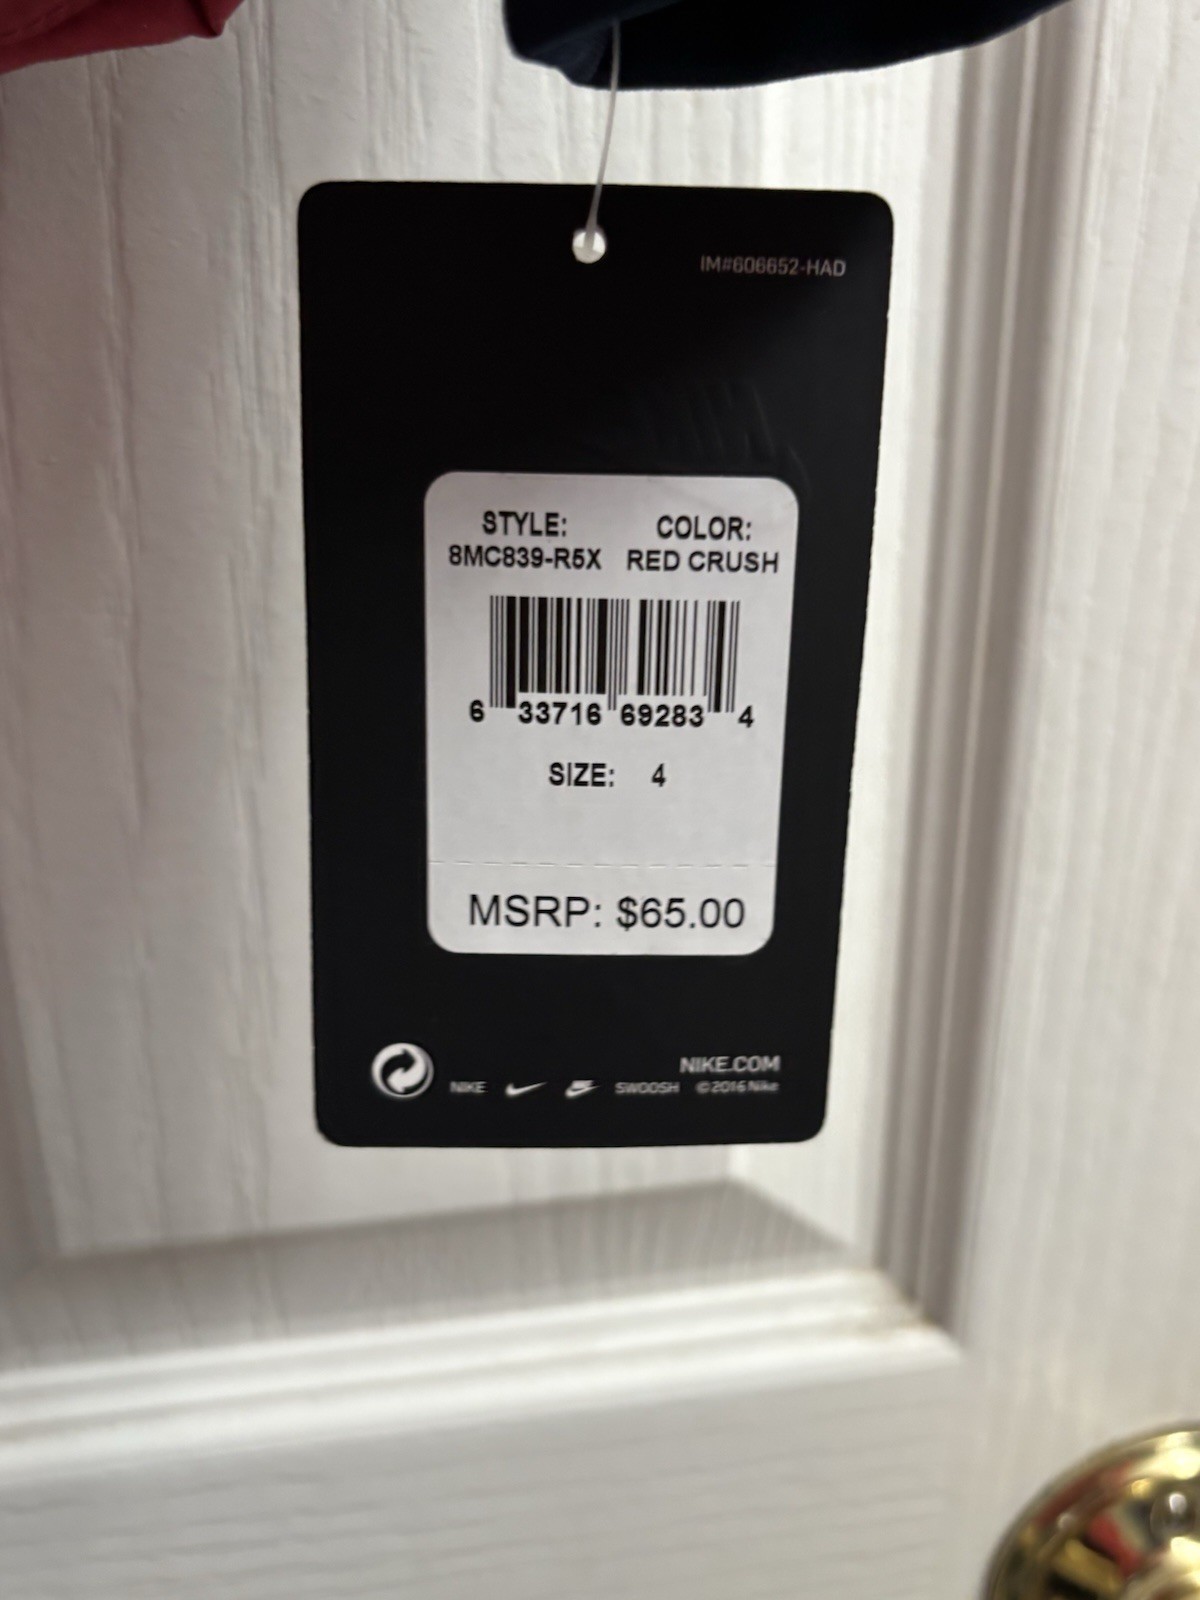 IM#606652-HAD
STYLE: COLOR:
8MC839-R5X RED CRUSH
6 33716 69283 4
SIZE: 4
MSRP: $65.00
NIKE.COM
NIKE SWOOSH ©2016 Nike